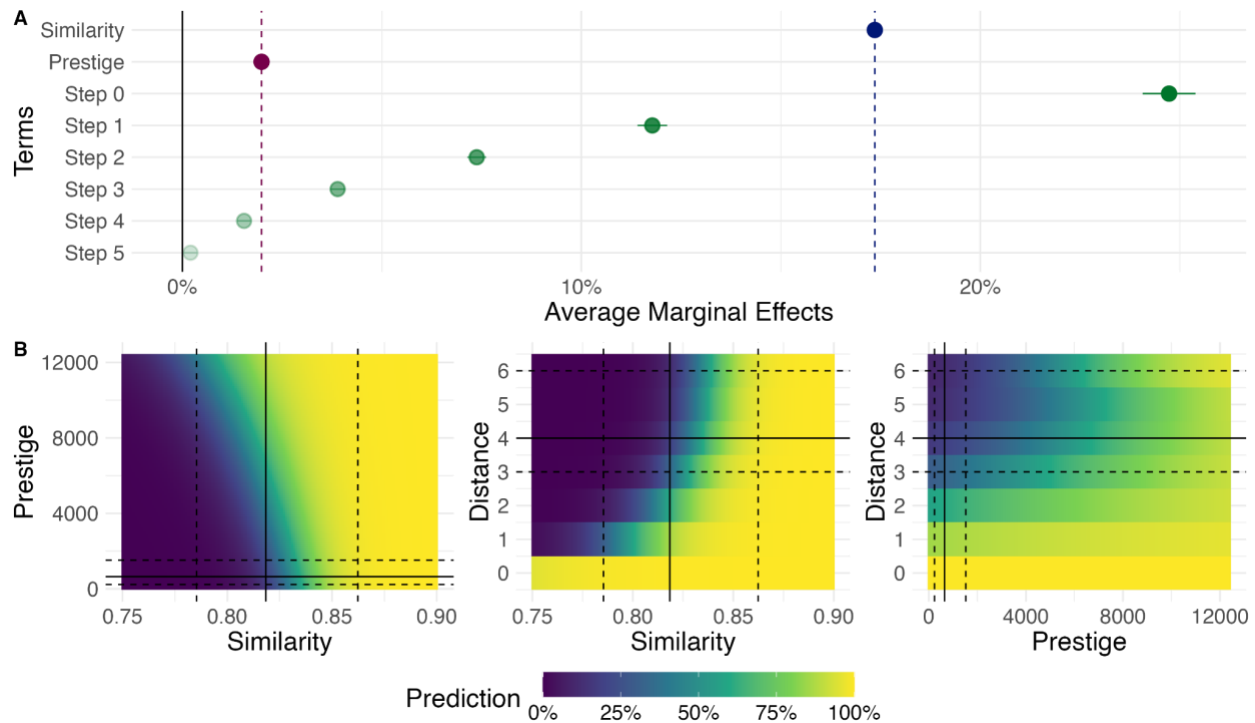 A
Similarity
Prestige
Step 0
Step 1
Step 2
Step 3
Step 4
Step 5
Terms
0% 10% 20%
Average Marginal Effects
B
12000
8000
4000
0
Prestige
0.75 0.80 0.85 0.90
Similarity
6
5
4
3
2
1
0
Distance
0.75 0.80 0.85 0.90
Similarity
6
5
4
3
2
1
0
Distance
0 4000 8000 12000
Prestige
Prediction
0% 25% 50% 75% 100%